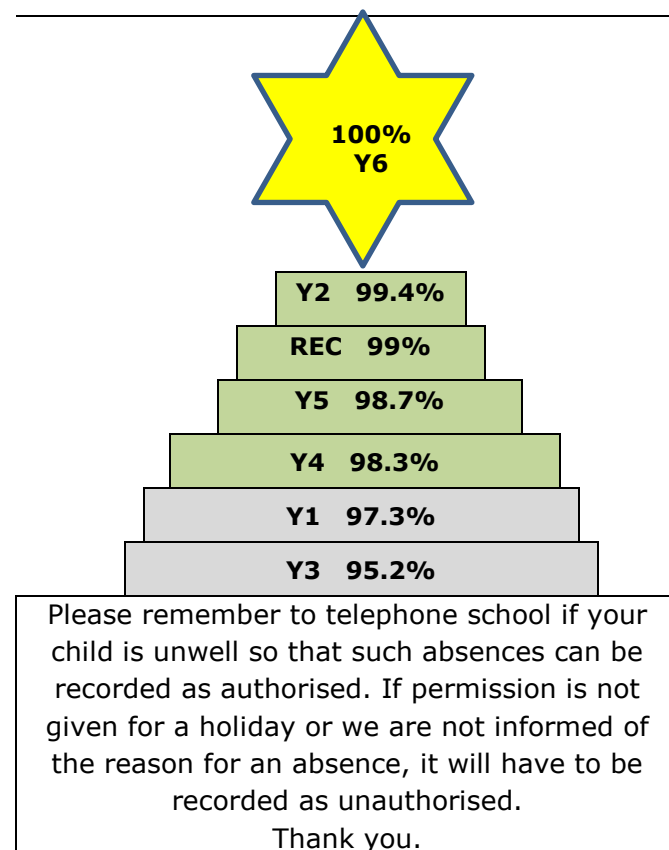 100%
Y6
Y2 99.4%
REC 99%
Y5 98.7%
Y4 98.3%
Y1 97.3%
Y3 95.2%
Please remember to telephone school if your
child is unwell so that such absences can be
recorded as authorised. If permission is not
given for a holiday or we are not informed of
the reason for an absence, it will have to be
recorded as unauthorised.
Thank you.